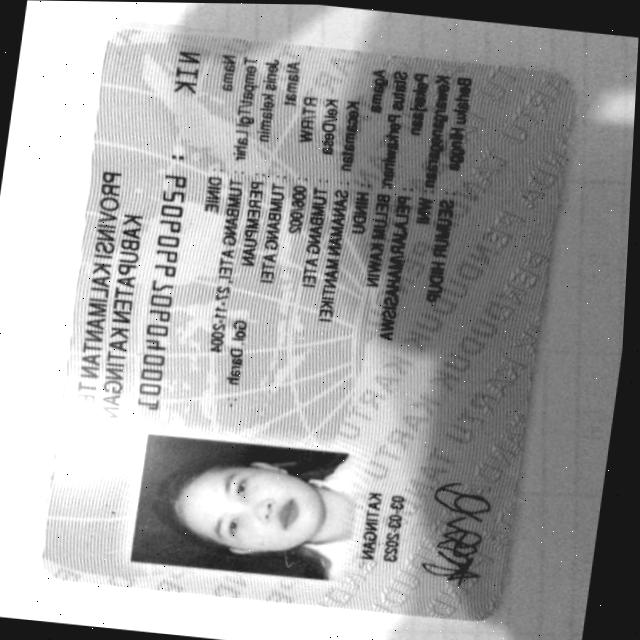 PROVINSI KALIMANTAN TE
KABUPATEN KATINGAN
NIK :
Nama : DINIE
Tempat/Tgl Lahir : TUMBANG ATEI, 27-11-2004
Jenis kelamin : PEREMPUAN Gol. Darah : -
Alamat : TUMBANG ATEI
RT/RW : 006/002
Kel/Desa : TUMBANG ATEI
Kecamatan : SANAMAN MANTIKEI
Agama : HINDU
Status Perkawinan: BELUM KAWIN
Pekerjaan : PELAJAR/MAHASISWA
Kewarganegaraan: WNI
Berlaku Hingga : SEUMUR HIDUP
KATINGAN
03-03-2023